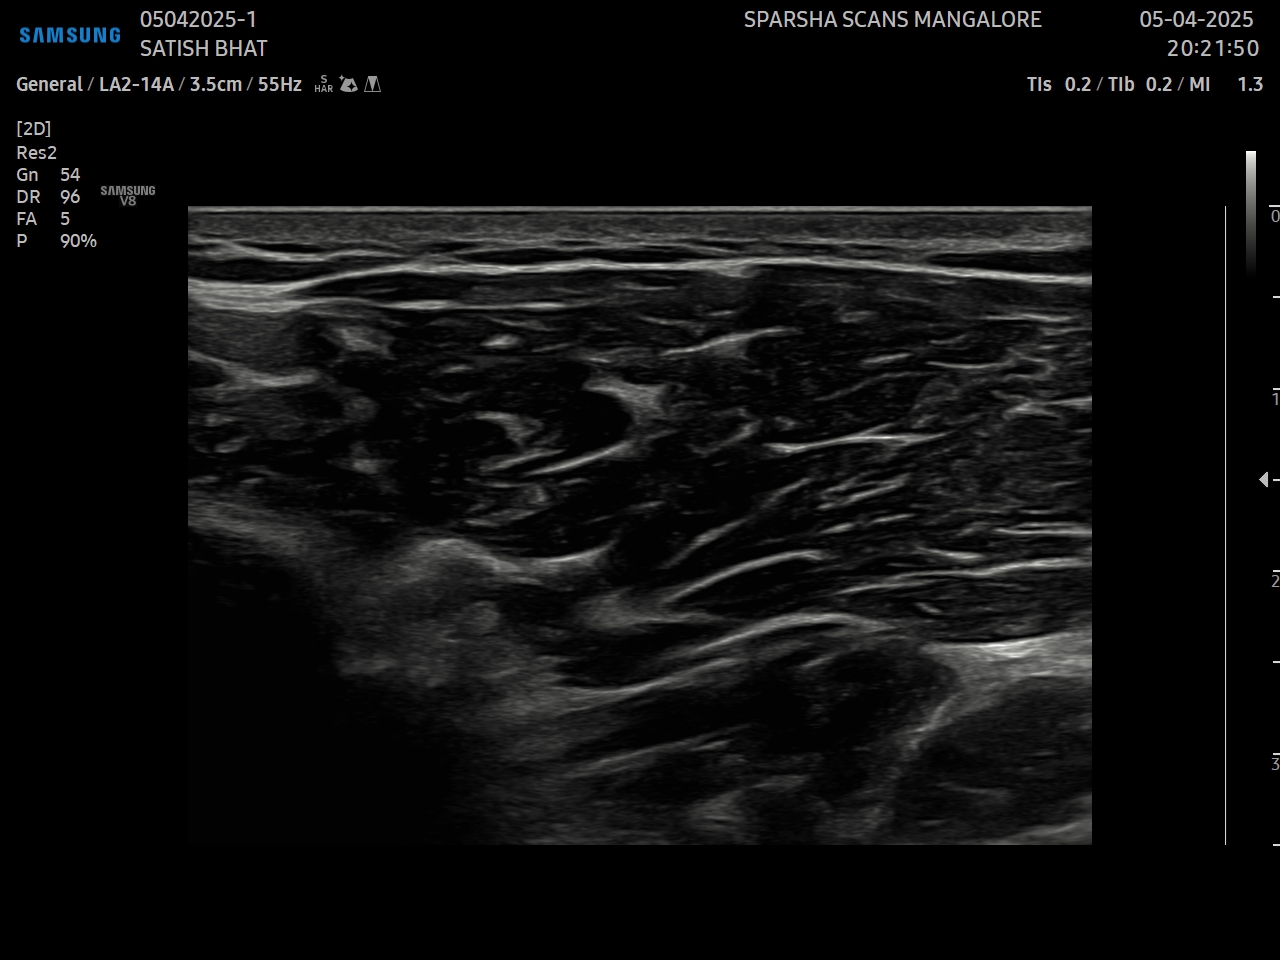 SAMSUNG
05042025-1
SATISH BHAT
SPARSHA SCANS MANGALORE
05-04-2025
20:21:50
General / LA2-14A / 3.5cm / 55Hz
S
HAR
TIs 0.2 / TIb 0.2 / MI 1.3
[2D]
Res2
Gn 54
DR 96
FA 5
P 90%
SAMSUNG
V8
0
1
2
3